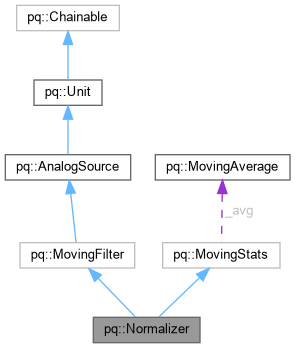 pq::Chainable
pq::Unit
pq::AnalogSource
pq::MovingAverage
_avg
pq::MovingFilter
pq::MovingStats
pq::Normalizer